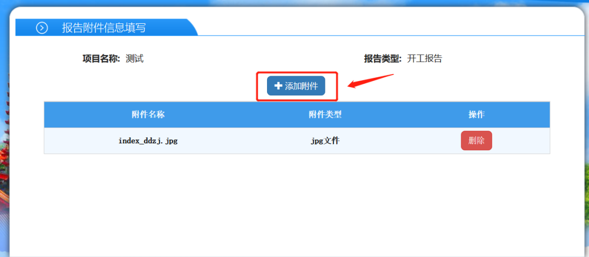 报告附件信息填写
项目名称: 测试 报告类型: 开工报告
添加附件
附件名称 附件类型 操作
index_ddzj.jpg jpg文件 删除